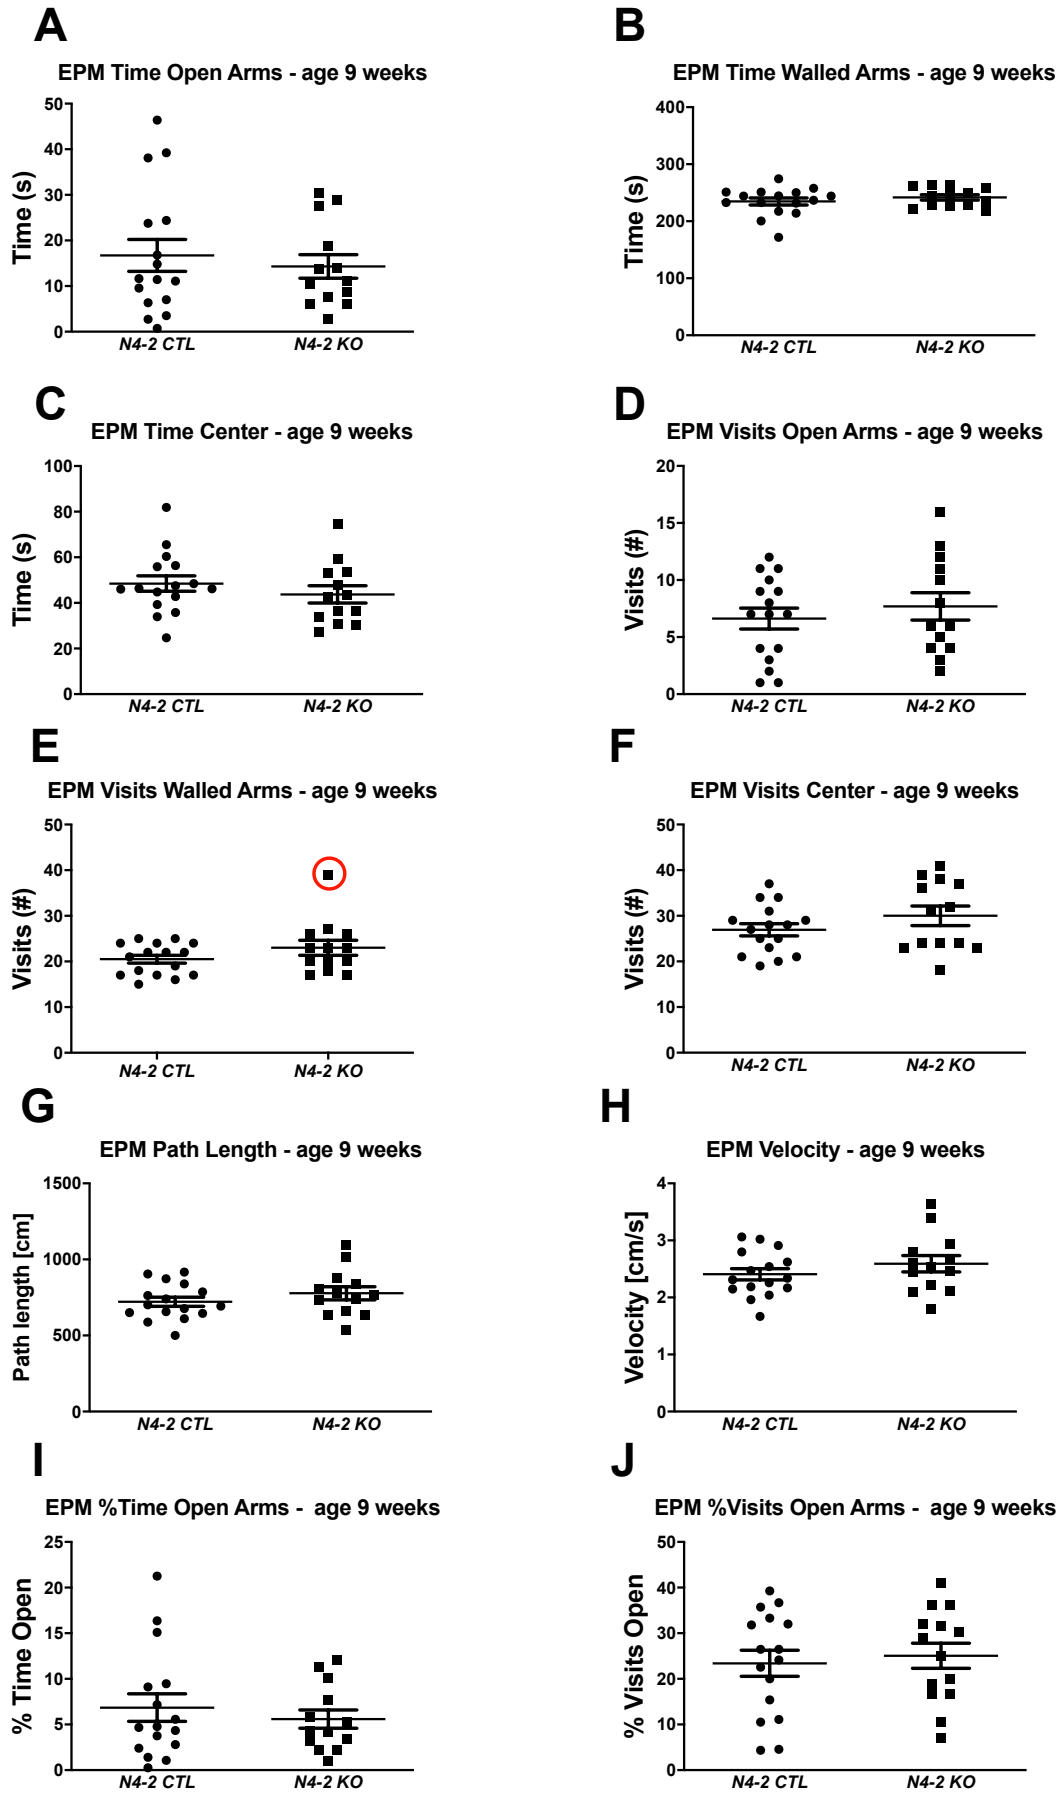 A
EPM Time Open Arms - age 9 weeks
Time (s)
50
40
30
20
10
0
N4-2 CTL
N4-2 KO
B
EPM Time Walled Arms - age 9 weeks
Time (s)
400
300
200
100
0
N4-2 CTL
N4-2 KO
C
EPM Time Center - age 9 weeks
Time (s)
100
80
60
40
20
0
N4-2 CTL
N4-2 KO
D
EPM Visits Open Arms - age 9 weeks
Visits (#)
20
15
10
5
0
N4-2 CTL
N4-2 KO
E
EPM Visits Walled Arms - age 9 weeks
Visits (#)
50
40
30
20
10
0
N4-2 CTL
N4-2 KO
F
EPM Visits Center - age 9 weeks
Visits (#)
50
40
30
20
10
0
N4-2 CTL
N4-2 KO
G
EPM Path Length - age 9 weeks
Path length [cm]
1500
1000
500
0
N4-2 CTL
N4-2 KO
H
EPM Velocity - age 9 weeks
Velocity [cm/s]
4
3
2
1
0
N4-2 CTL
N4-2 KO
I
EPM %Time Open Arms -  age 9 weeks
% Time Open
25
20
15
10
5
0
N4-2 CTL
N4-2 KO
J
EPM %Visits Open Arms -  age 9 weeks
% Visits Open
50
40
30
20
10
0
N4-2 CTL
N4-2 KO